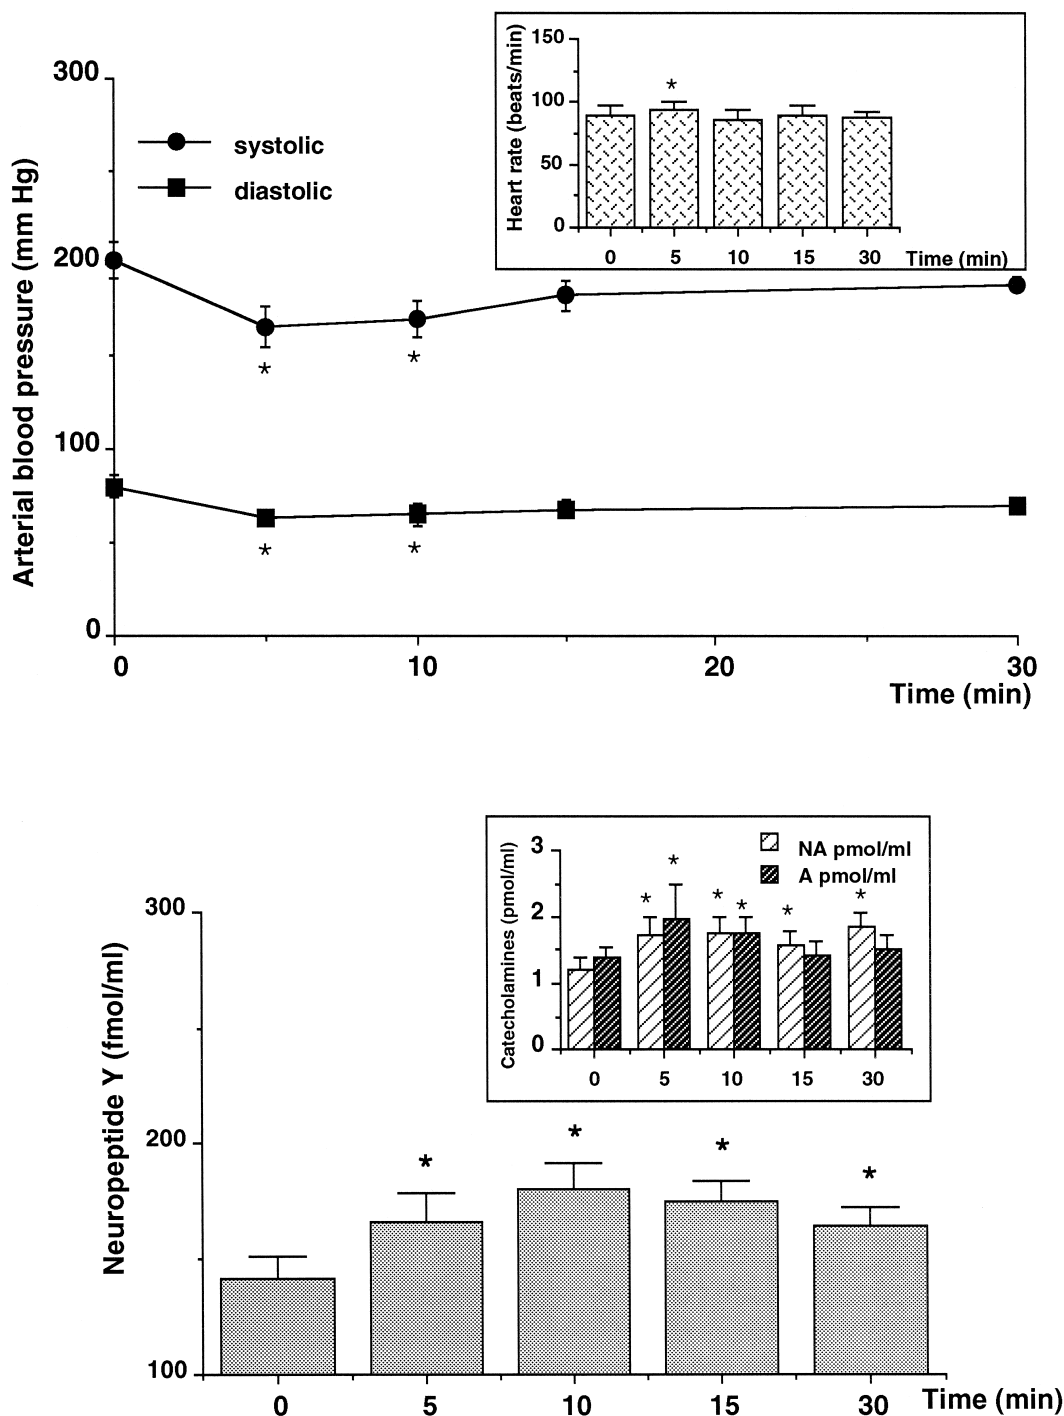 300
systolic
diastolic
200
100
0
Arterial blood pressure (mm Hg)
0 10 20 30
Time (min)
* *
* *
150
100
50
0
Heart rate (beats/min)
*
0 5 10 15 30 Time (min)
300
200
100
Neuropeptide Y (fmol/ml)
* * * *
0 5 10 15 30 Time (min)
3
2
1
0
Catecholamines (pmol/ml)
NA pmol/ml
A pmol/ml
* * * * * *
0 5 10 15 30